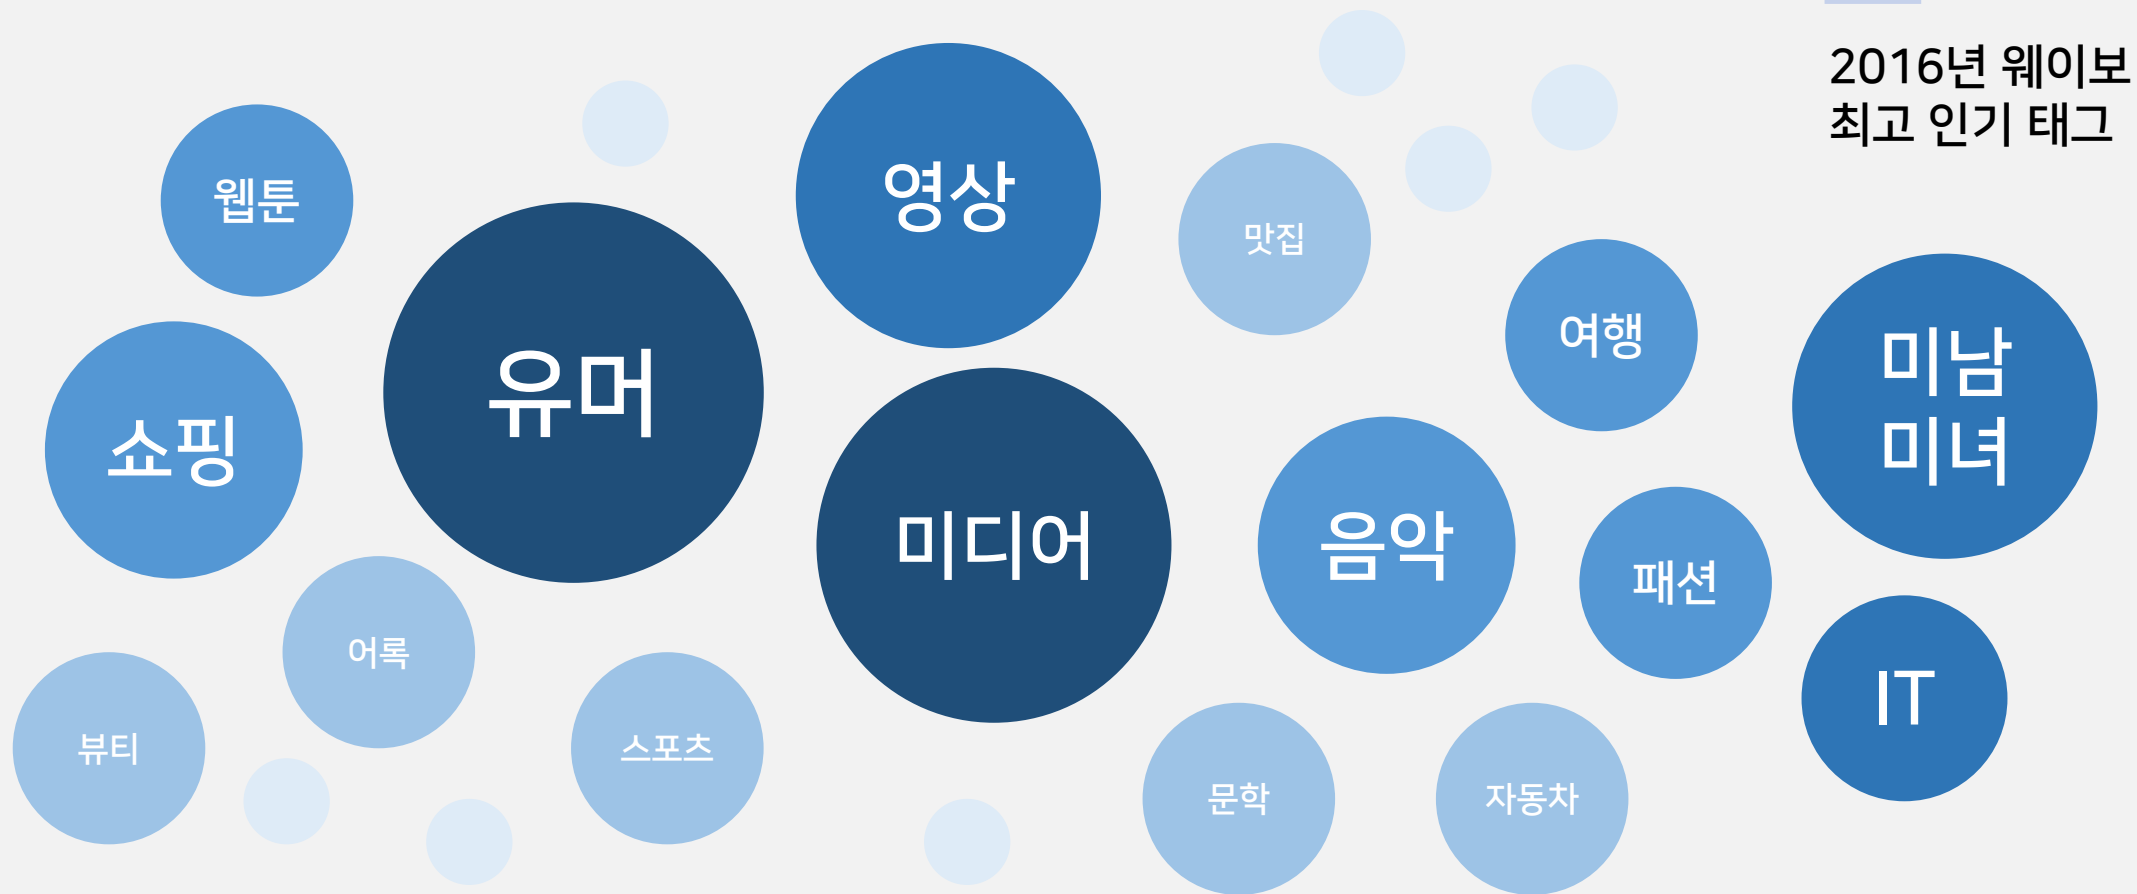 2016년 웨이보
최고 인기 태그
웹툰
영상
맛집
여행
미남
미녀
유머
쇼핑
미디어
음악
패션
어록
IT
뷰티
스포츠
문학
자동차